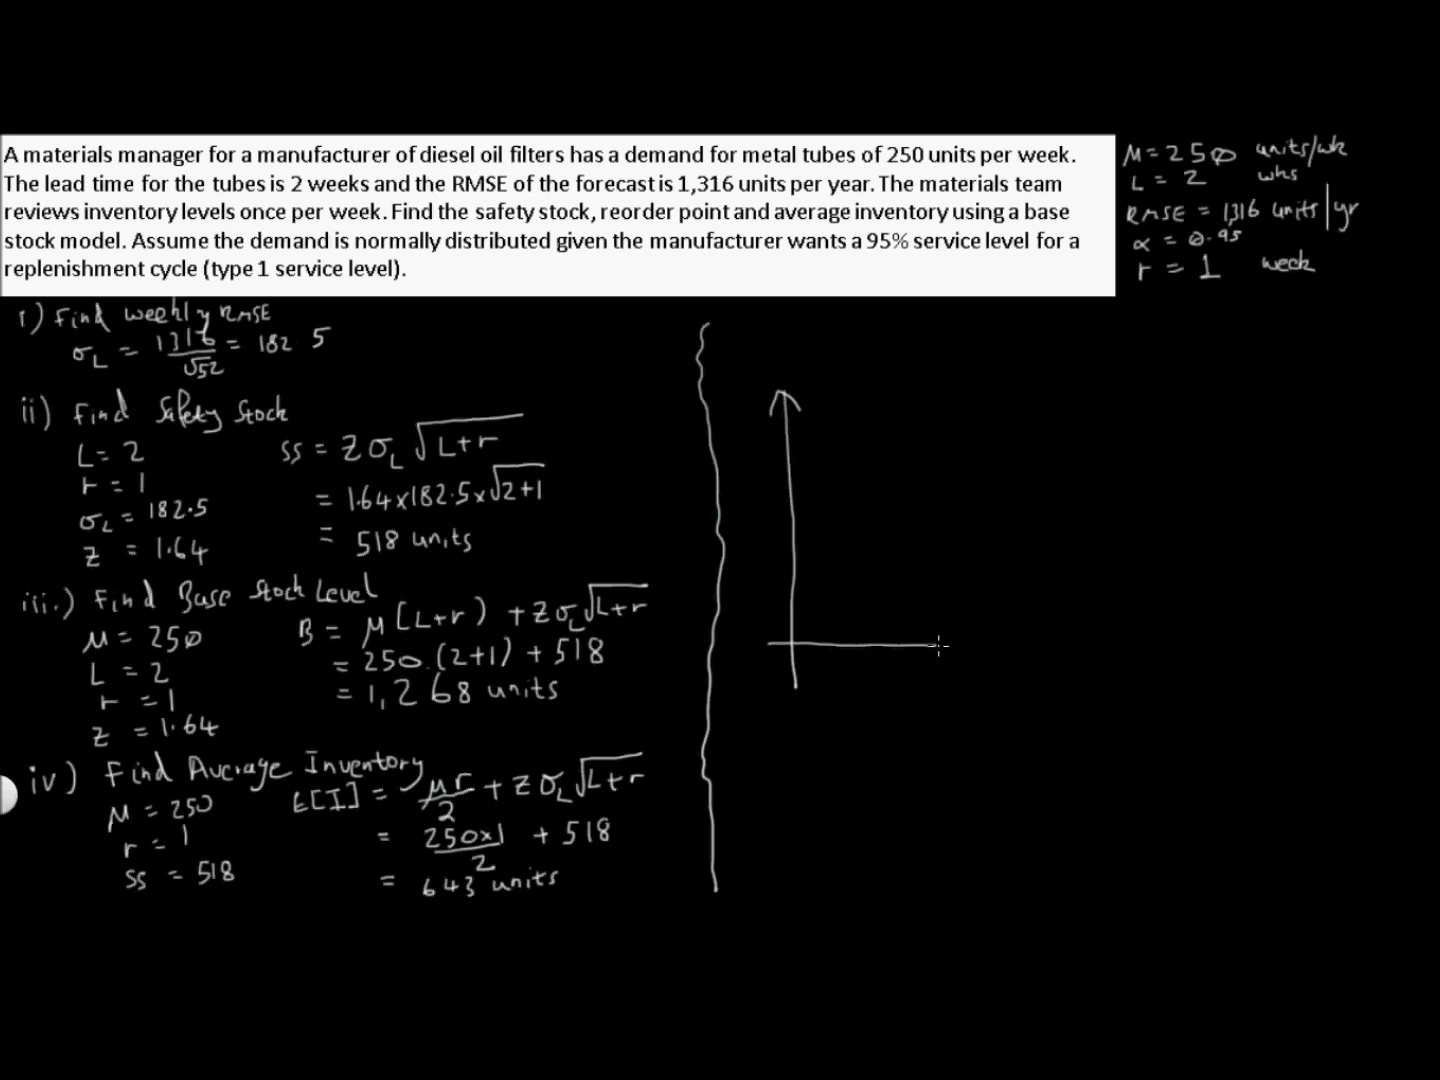 A materials manager for a manufacturer of diesel oil filters has a demand for metal tubes of 250 units per week.
The lead time for the tubes is 2 weeks and the RMSE of the forecast is 1,316 units per year. The materials team
reviews inventory levels once per week. Find the safety stock, reorder point and average inventory using a base
stock model. Assume the demand is normally distributed given the manufacturer wants a 95% service level for a
replenishment cycle (type 1 service level).
M = 250 units/wk
L = 2 wks
RMSE = 1,316 units/yr
α = 0.95
r = 1 week
i) Find weekly RMSE
σL = 1316/√52 = 182 5
ii) Find Safety Stock
L = 2
r = 1
σL = 182.5
z = 1.64
SS = ZσL√L+r
= 1.64x182.5x√2+1
= 518 units
iii.) Find Base Stock Level
M = 250
L = 2
r = 1
z = 1.64
B = M(L+r) + ZσL√L+r
= 250.(2+1) + 518
= 1,268 units
iv) Find Average Inventory
M = 250
r = 1
SS = 518
E[I] = Mr/2 + ZσL√L+r
= 250x1/2 + 518
= 643 units